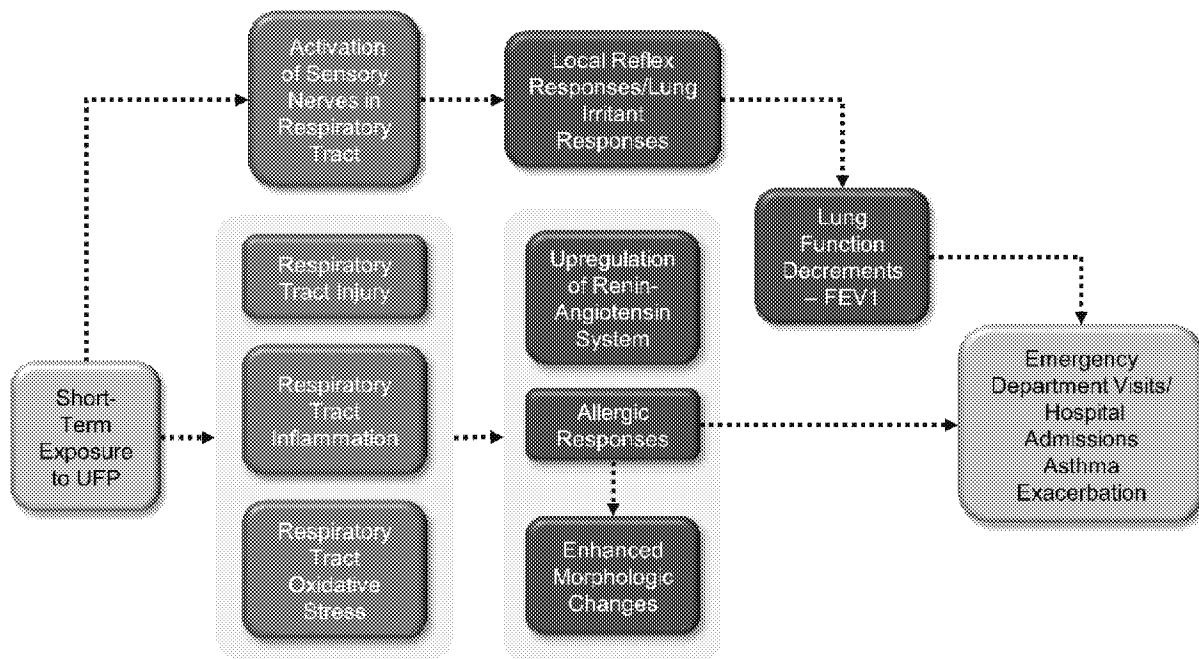 Activation
of Sensory
Nerves in
Respiratory
Tract
Local Reflex
Responses/Lung
Irritant
Responses
Lung
Function
Decrements
– FEV1
Respiratory
Tract Injury
Upregulation
of Renin-
Angiotensin
System
Short-
Term
Exposure
to UFP
Respiratory
Tract
Inflammation
Allergic
Responses
Emergency
Department Visits/
Hospital
Admissions
Asthma
Exacerbation
Respiratory
Tract
Oxidative
Stress
Enhanced
Morphologic
Changes